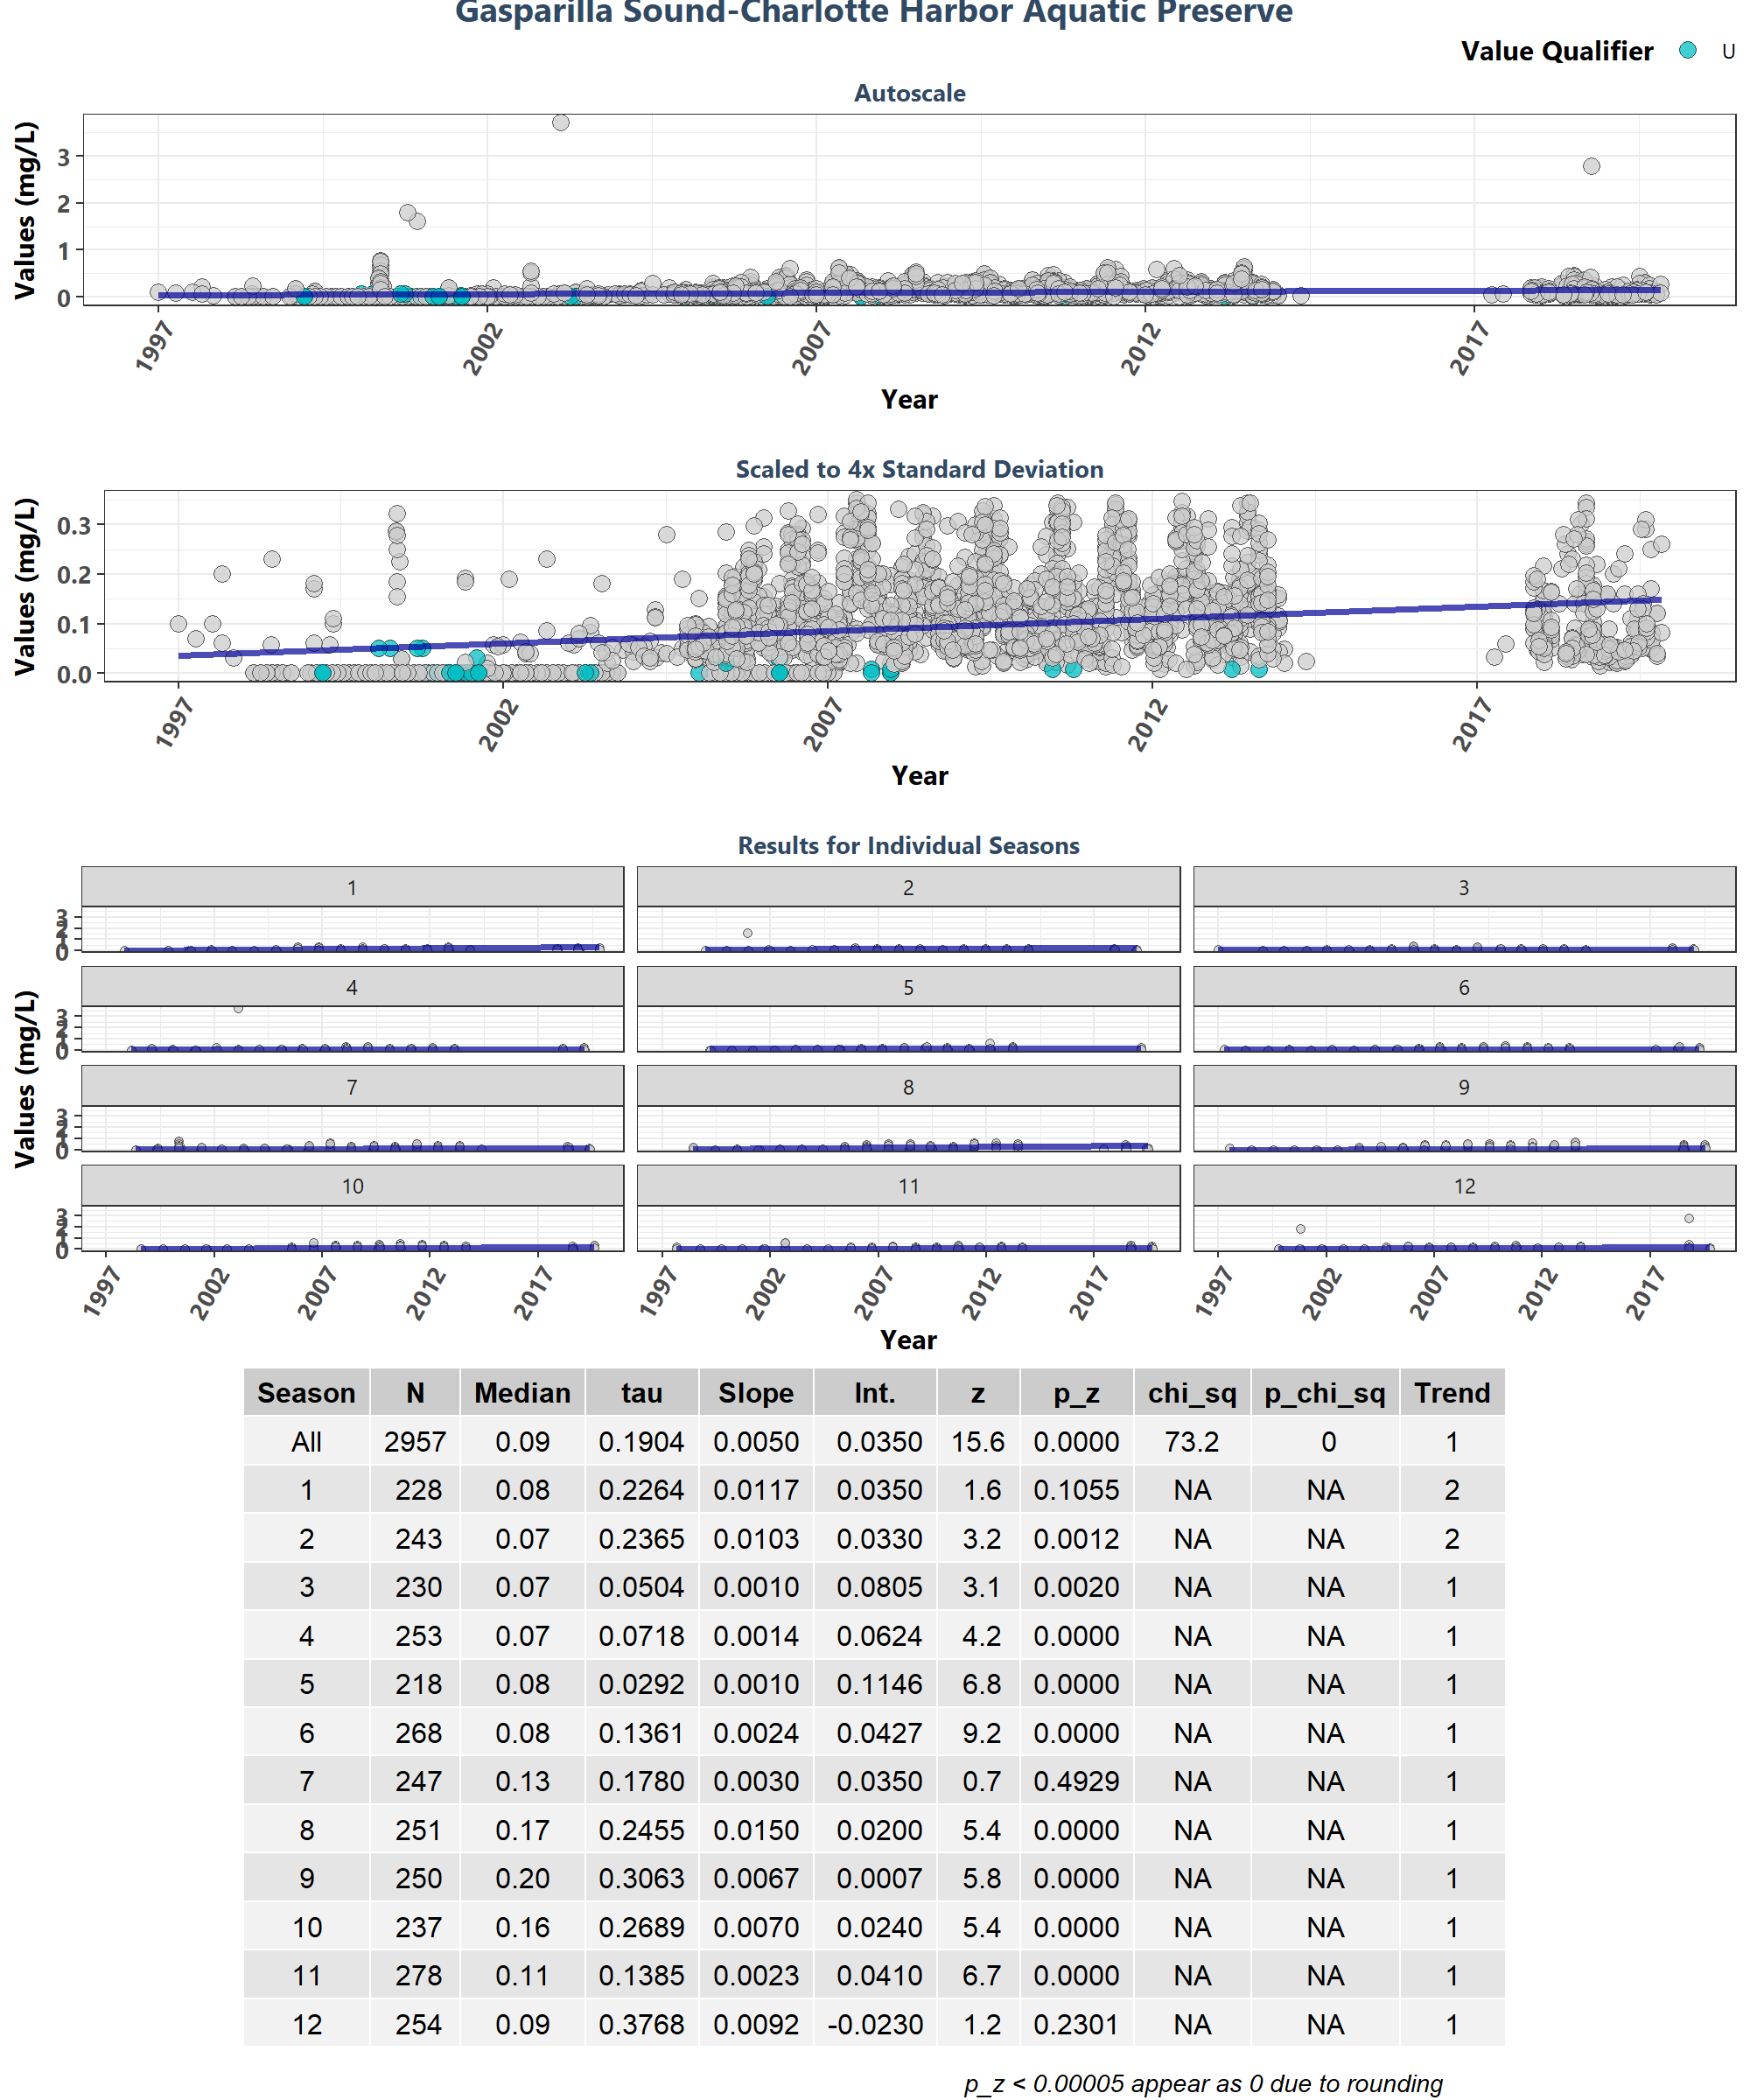 Gasparilla Sound-Charlotte Harbor Aquatic Preserve
Value Qualifier U
Autoscale
Values (mg/L)
3
2
1
0
1997 2002 2007 2012 2017
Year
Scaled to 4x Standard Deviation
Values (mg/L)
0.3
0.2
0.1
0.0
1997 2002 2007 2012 2017
Year
Results for Individual Seasons
Values (mg/L)
1 2 3
3
2
1
0
4 5 6
3
2
1
0
7 8 9
3
2
1
0
10 11 12
3
2
1
0
1997 2002 2007 2012 2017 1997 2002 2007 2012 2017 1997 2002 2007 2012 2017
Year
Season N Median tau Slope Int. z p_z chi_sq p_chi_sq Trend
All 2957 0.09 0.1904 0.0050 0.0350 15.6 0.0000 73.2 0 1
1 228 0.08 0.2264 0.0117 0.0350 1.6 0.1055 NA NA 2
2 243 0.07 0.2365 0.0103 0.0330 3.2 0.0012 NA NA 2
3 230 0.07 0.0504 0.0010 0.0805 3.1 0.0020 NA NA 1
4 253 0.07 0.0718 0.0014 0.0624 4.2 0.0000 NA NA 1
5 218 0.08 0.0292 0.0010 0.1146 6.8 0.0000 NA NA 1
6 268 0.08 0.1361 0.0024 0.0427 9.2 0.0000 NA NA 1
7 247 0.13 0.1780 0.0030 0.0350 0.7 0.4929 NA NA 1
8 251 0.17 0.2455 0.0150 0.0200 5.4 0.0000 NA NA 1
9 250 0.20 0.3063 0.0067 0.0007 5.8 0.0000 NA NA 1
10 237 0.16 0.2689 0.0070 0.0240 5.4 0.0000 NA NA 1
11 278 0.11 0.1385 0.0023 0.0410 6.7 0.0000 NA NA 1
12 254 0.09 0.3768 0.0092 -0.0230 1.2 0.2301 NA NA 1
p_z < 0.00005 appear as 0 due to rounding